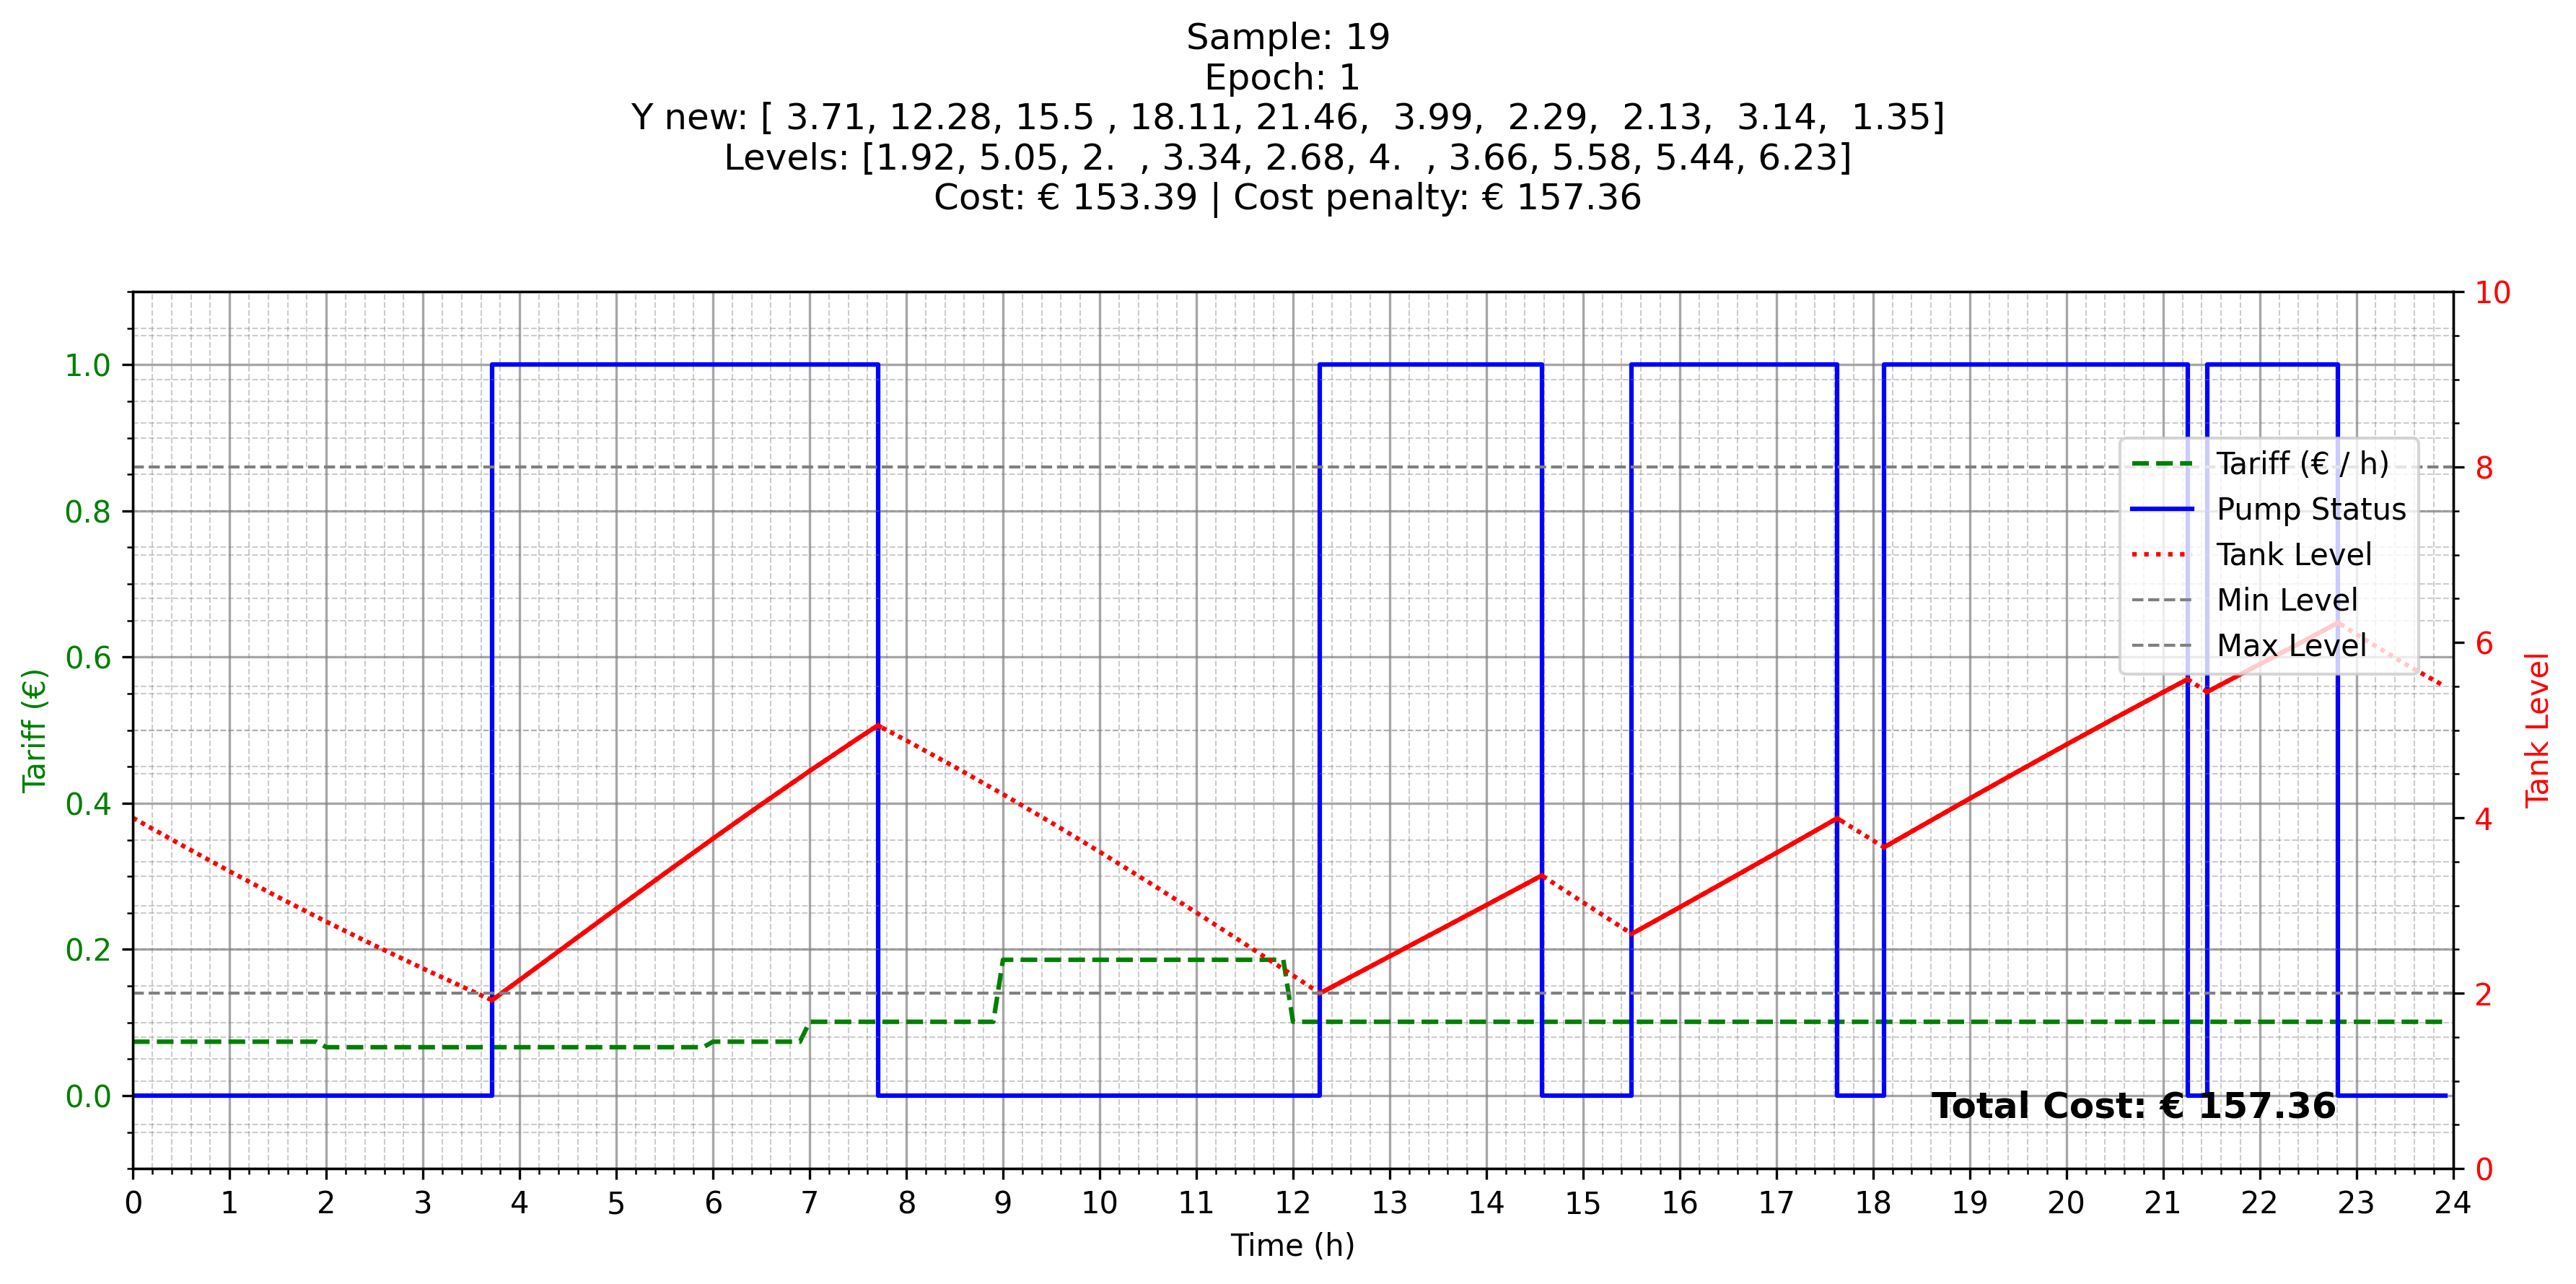 Sample: 19
Epoch: 1
Y new: [ 3.71, 12.28, 15.5 , 18.11, 21.46,  3.99,  2.29,  2.13,  3.14,  1.35]
Levels: [1.92, 5.05, 2.  , 3.34, 2.68, 4.  , 3.66, 5.58, 5.44, 6.23]
Cost: € 153.39 | Cost penalty: € 157.36
Tariff (€)
1.0
0.8
0.6
0.4
0.2
0.0
Tariff (€ / h)
Pump Status
Tank Level
Min Level
Max Level
Total Cost: € 157.36
10
8
6
4
2
0
Tank Level
0 1 2 3 4 5 6 7 8 9 10 11 12 13 14 15 16 17 18 19 20 21 22 23 24
Time (h)